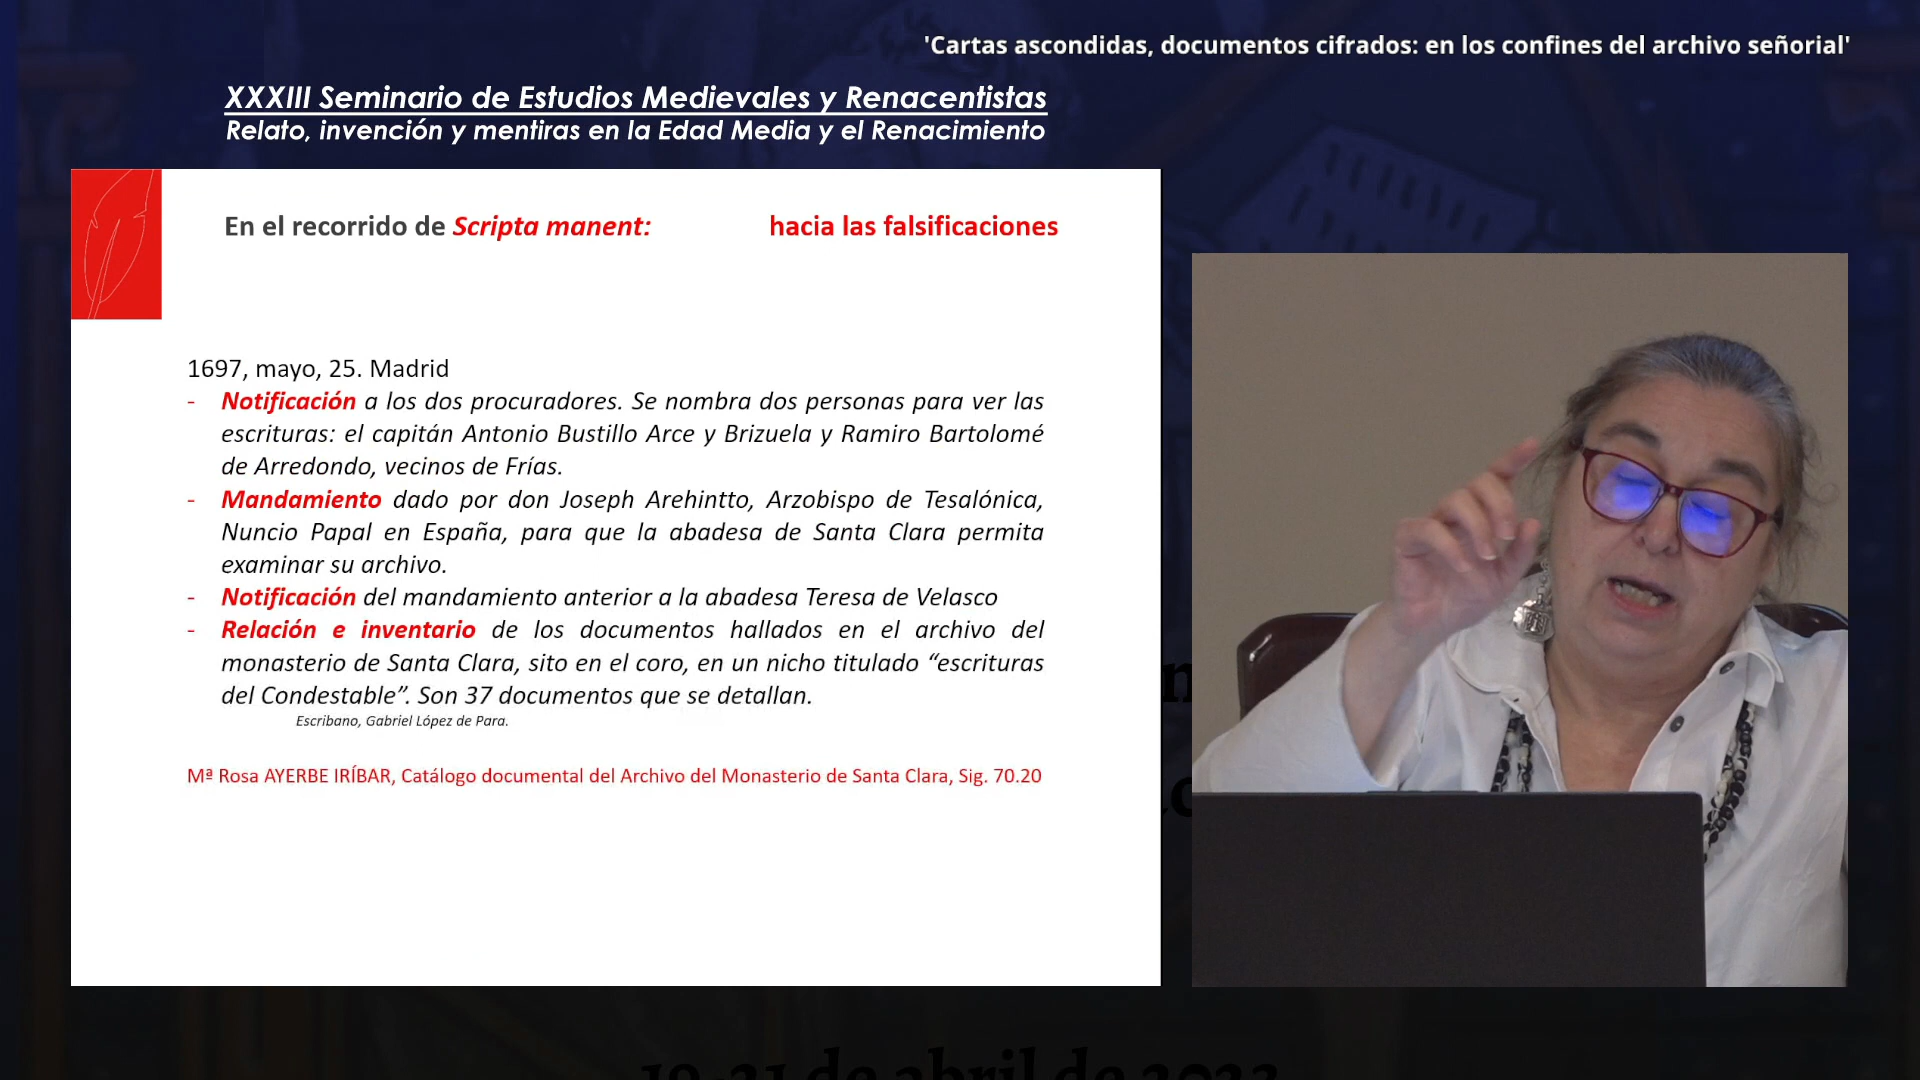 'Cartas ascondidas, documentos cifrados: en los confines del archivo señorial'
XXXIII Seminario de Estudios Medievales y Renacentistas
Relato, invención y mentiras en la Edad Media y el Renacimiento
En el recorrido de Scripta manent: hacia las falsificaciones
1697, mayo, 25. Madrid
- Notificación a los dos procuradores. Se nombra dos personas para ver las
escrituras: el capitán Antonio Bustillo Arce y Brizuela y Ramiro Bartolomé
de Arredondo, vecinos de Frías.
- Mandamiento dado por don Joseph Arehintto, Arzobispo de Tesalónica,
Nuncio Papal en España, para que la abadesa de Santa Clara permita
examinar su archivo.
- Notificación del mandamiento anterior a la abadesa Teresa de Velasco
- Relación e inventario de los documentos hallados en el archivo del
monasterio de Santa Clara, sito en el coro, en un nicho titulado “escrituras
del Condestable”. Son 37 documentos que se detallan.
Escribano, Gabriel López de Para.
Mª Rosa AYERBE IRÍBAR, Catálogo documental del Archivo del Monasterio de Santa Clara, Sig. 70.20
19-21 de abril de 2023